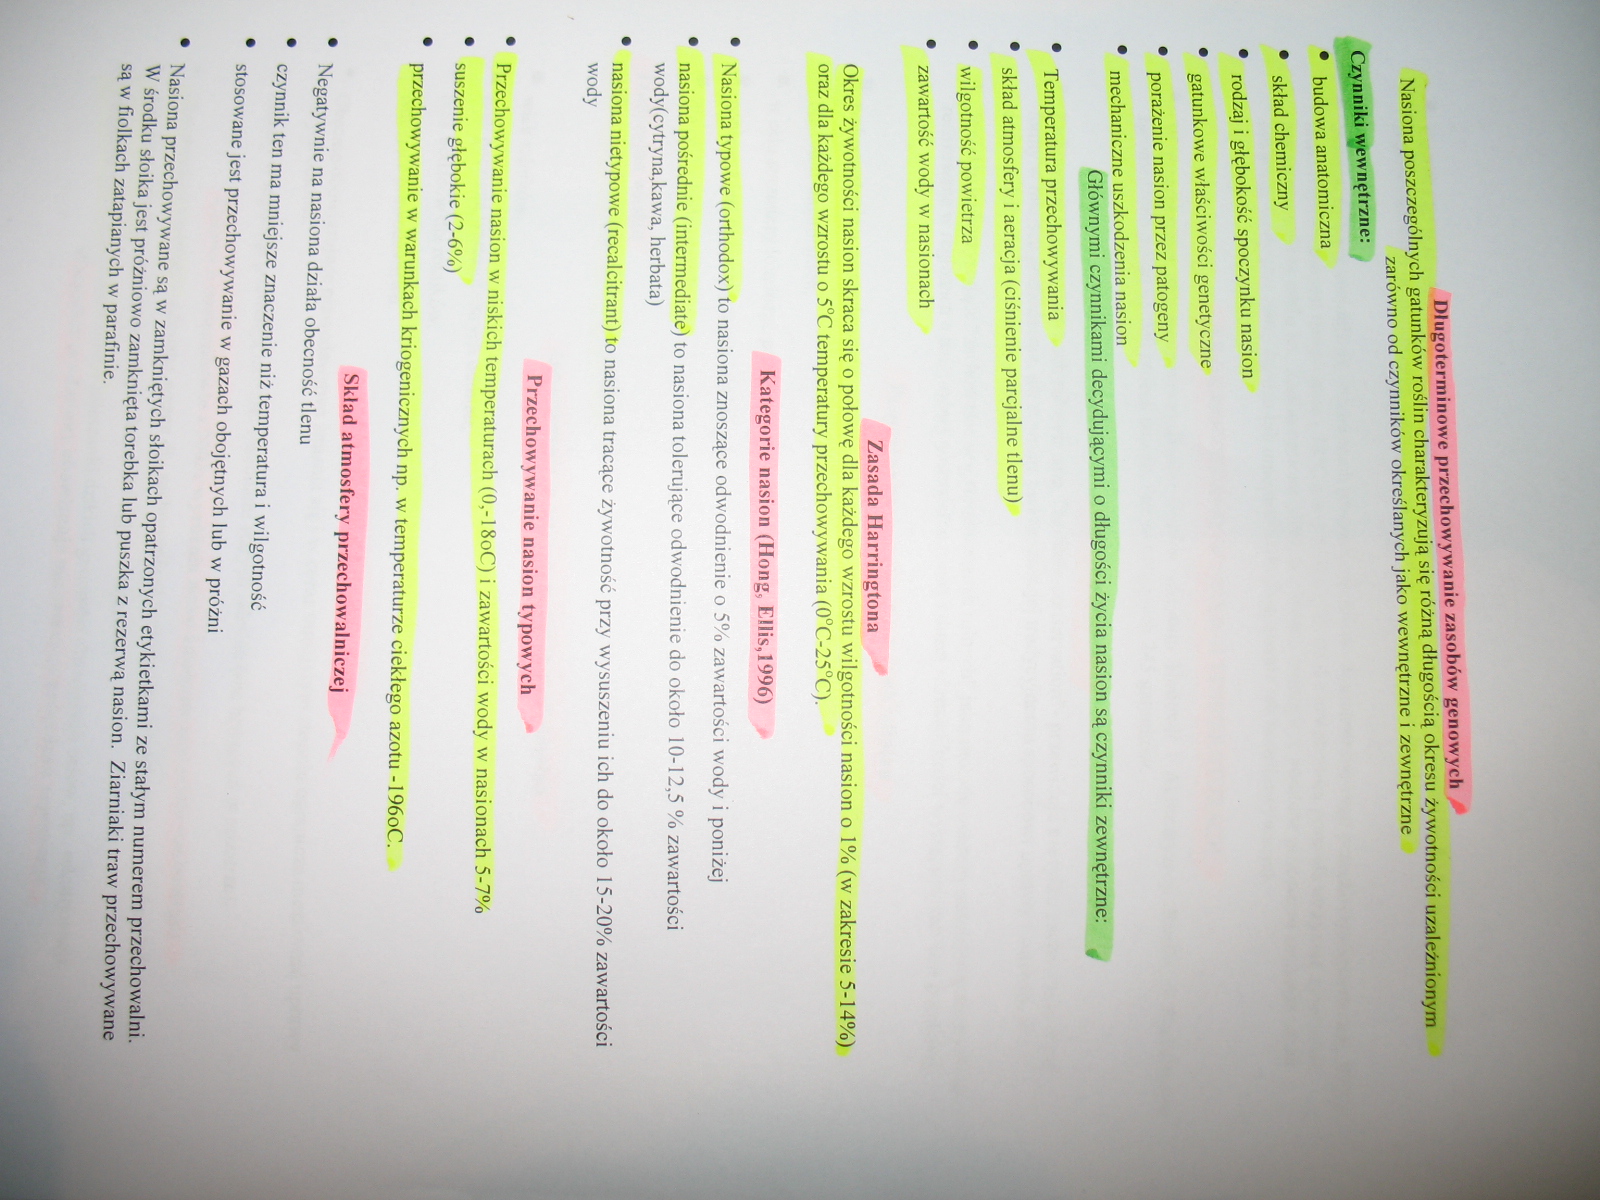 Długoterminowe przechowywanie zasobów genowych
Nasiona poszczególnych gatunków roślin charakteryzują się różną długością okresu żywotności uzależnionym
zarówno od czynników określanych jako wewnętrzne i zewnętrzne
Czynniki wewnętrzne:
• budowa anatomiczna
• skład chemiczny
• rodzaj i głębokość spoczynku nasion
• gatunkowe właściwości genetyczne
• porażenie nasion przez patogeny
• mechaniczne uszkodzenia nasion
Głównymi czynnikami decydującymi o długości życia nasion są czynniki zewnętrzne:
• Temperatura przechowywania
• skład atmosfery i aeracja (ciśnienie parcjalne tlenu)
• wilgotność powietrza
• zawartość wody w nasionach
Zasada Harringtona
Okres żywotności nasion skraca się o połowę dla każdego wzrostu wilgotności nasion o 1% (w zakresie 5-14%)
oraz dla każdego wzrostu o 5°C temperatury przechowywania (0°C-25°C).
Kategorie nasion (Hong, Ellis,1996)
• Nasiona typowe (orthodox) to nasiona znoszące odwodnienie o 5% zawartości wody i poniżej
• nasiona pośrednie (intermediate) to nasiona tolerujące odwodnienie do około 10-12,5 % zawartości
wody(cytryna,kawa, herbata)
• nasiona nietypowe (recalcitrant) to nasiona tracące żywotność przy wysuszeniu ich do około 15-20% zawartości
wody
Przechowywanie nasion typowych
• Przechowywanie nasion w niskich temperaturach (0,-18oC) i zawartości wody w nasionach 5-7%
• suszenie głębokie (2-6%)
• przechowywanie w warunkach kriogenicznych np. w temperaturze ciekłego azotu -196oC.
Skład atmosfery przechowalniczej
• Negatywnie na nasiona działa obecność tlenu
• czynnik ten ma mniejsze znaczenie niż temperatura i wilgotność
• stosowane jest przechowywanie w gazach obojętnych lub w próżni
• Nasiona przechowywane są w zamkniętych słoikach opatrzonych etykietkami ze stałym numerem przechowalni.
W środku słoika jest próżniowo zamknięta torebka lub puszka z rezerwą nasion. Ziarniaki traw przechowywane
są w fiolkach zatapianych w parafinie.